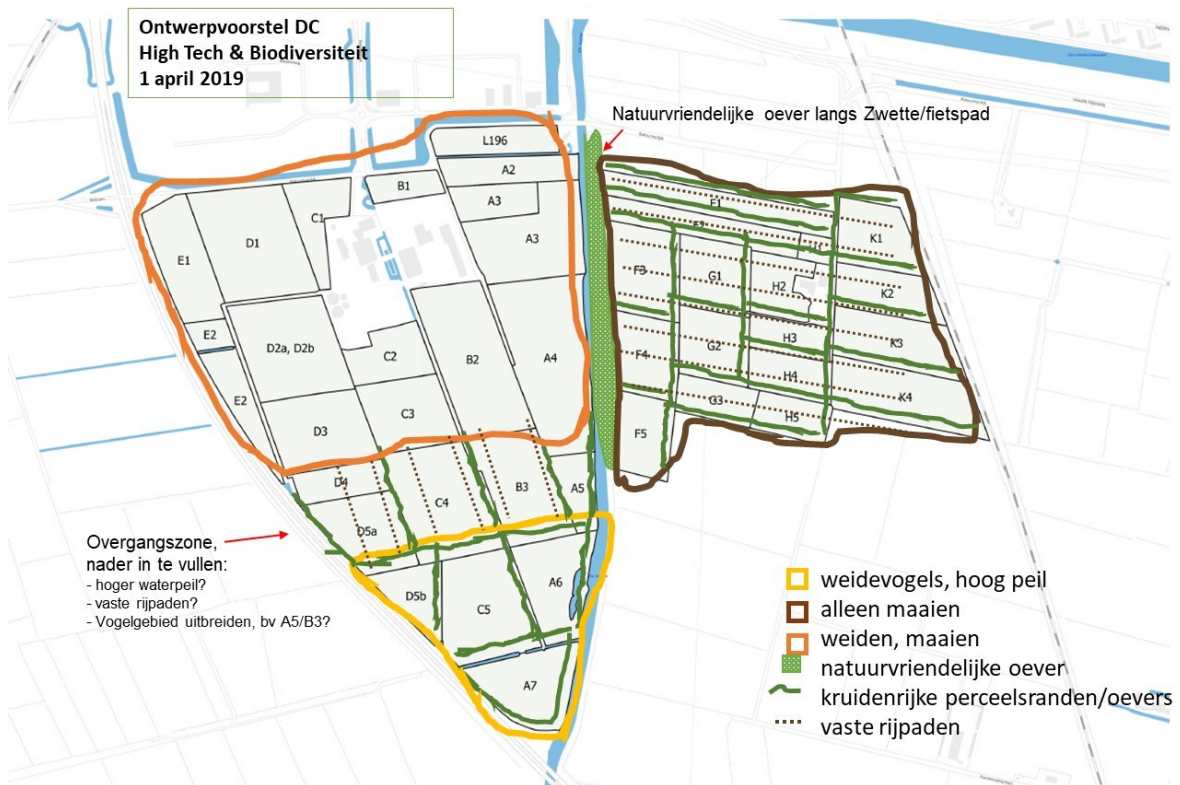 Ontwerpvoorstel DC
High Tech & Biodiversiteit
1 april 2019
Natuurvriendelijke oever langs Zwette/fietspad
L196
A2
B1
A3
A3
C1
D1
E1
E2
D2a, D2b
C2
B2
A4
E2
D3
C3
D4
C4
B3
A5
D5a
D5b
C5
A6
A7
F1
K1
F3
G1
H2
K2
H3
K3
F4
G2
H4
K4
G3
H5
F5
Overgangszone,
nader in te vullen:
- hoger waterpeil?
- vaste rijpaden?
- Vogelgebied uitbreiden, bv A5/B3?
weidevogels, hoog peil
alleen maaien
weiden, maaien
natuurvriendelijke oever
kruidenrijke perceelsranden/oevers
vaste rijpaden